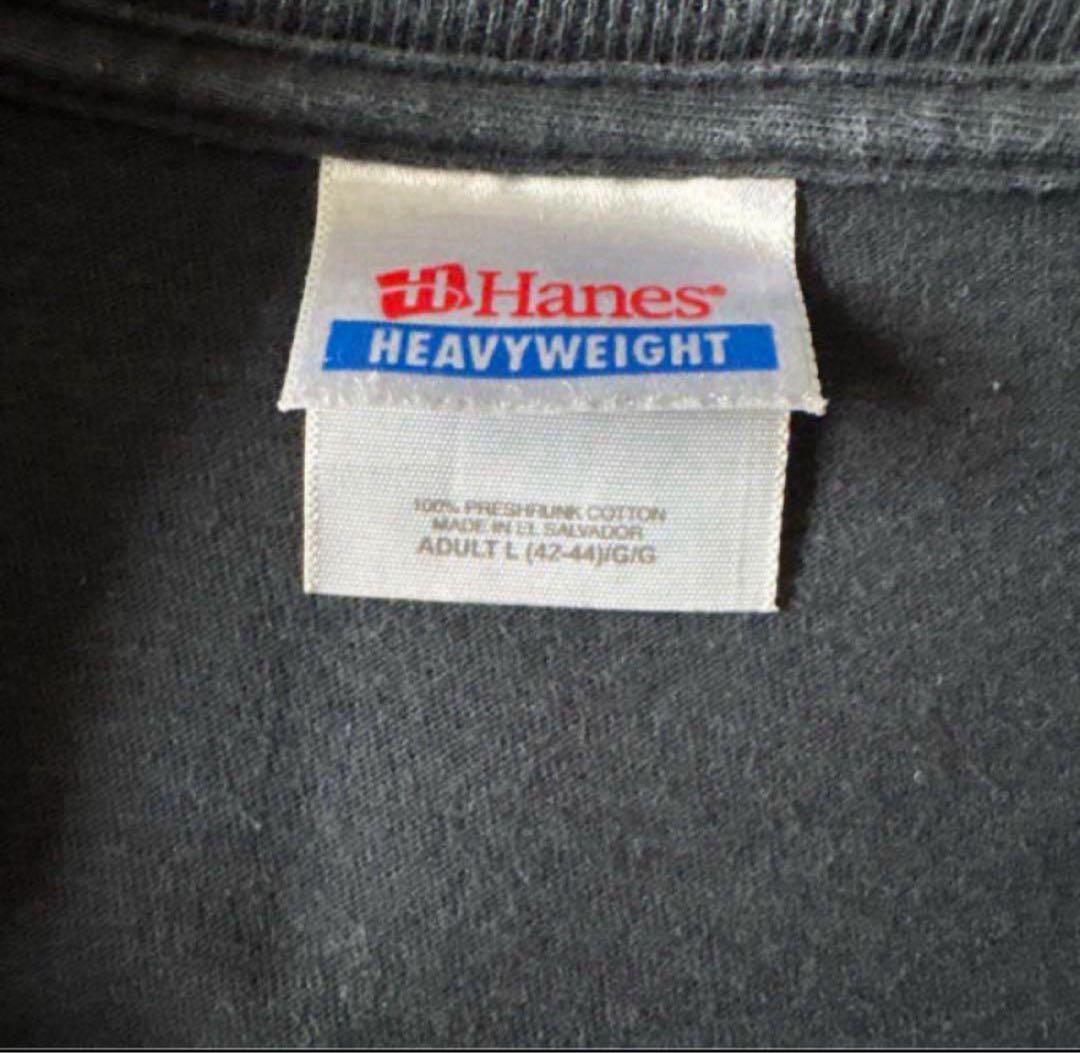 Hanes
HEAVYWEIGHT
100% PRESHRUNK COTTON
MADE IN EL SALVADOR
ADULT L (42-44)/G/G